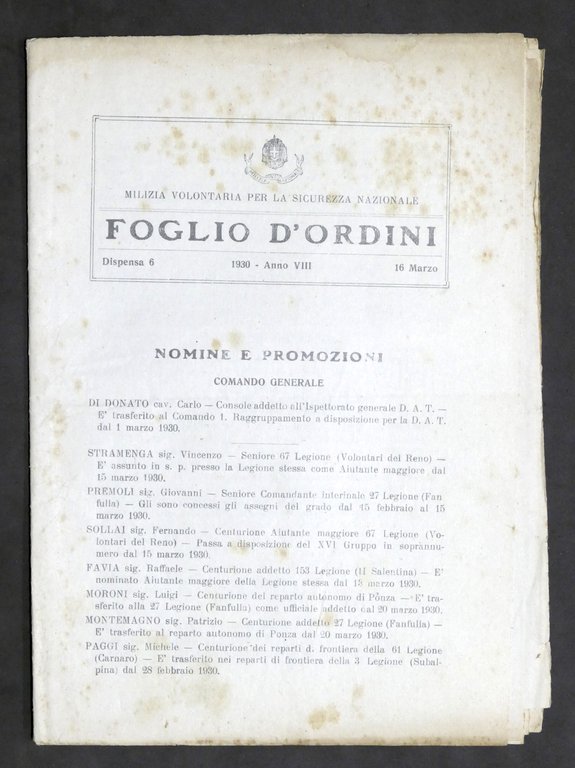 MILIZIA VOLONTARIA PER LA SICUREZZA NAZIONALE
FOGLIO D'ORDINI
Dispensa 6 1930 - Anno VIII 16 Marzo
NOMINE E PROMOZIONI
COMANDO GENERALE
DI DONATO cav. Carlo — Console addetto all'Ispettorato generale D. A. T. —
E' trasferito al Comando 1. Raggruppamento a disposizione per la D. A. T.
dal 1 marzo 1930.
STRAMENGA sig. Vincenzo — Seniore 67 Legione (Volontari del Reno) —
E' assunto in s. p. presso la Legione stessa come Aiutante maggiore dal
15 marzo 1930.
PREMOLI sig. Giovanni — Seniore Comandante interinale 27 Legione (Fan
fulla) — Gli sono concessi gli assegni del grado dal 15 febbraio al 15
marzo 1930.
SOLLAI sig. Fernando — Centurione Aiutante maggiore 67 Legione (Vo-
lontari del Reno) — Passa a disposizione del XVI Gruppo in soprannu-
mero dal 15 marzo 1930.
FAVIA sig. Raffaele — Centurione addetto 153 Legione (II Salentina) — E'
nominato Aiutante maggiore della Legione stessa dal marzo 1930.
MORONI sig. Luigi — Centurione del reparto autonomo di Ponza — E' tra-
sferito alla 27 Legione (Fanfulla) come ufficiale addetto dal 20 marzo 1930.
MONTEMAGNO sig. Patrizio — Centurione addetto 27 Legione (Fanfulla) —
E' trasferito al reparto autonomo di Ponza dal 20 marzo 1930.
PAGGI sig. Michele — Centurione dei reparti d. frontiera della 61 Legione
(Carnaro) — E' trasferito nei reparti di frontiera della 3 Legione (Subal-
pina) dal 28 febbraio 1930.